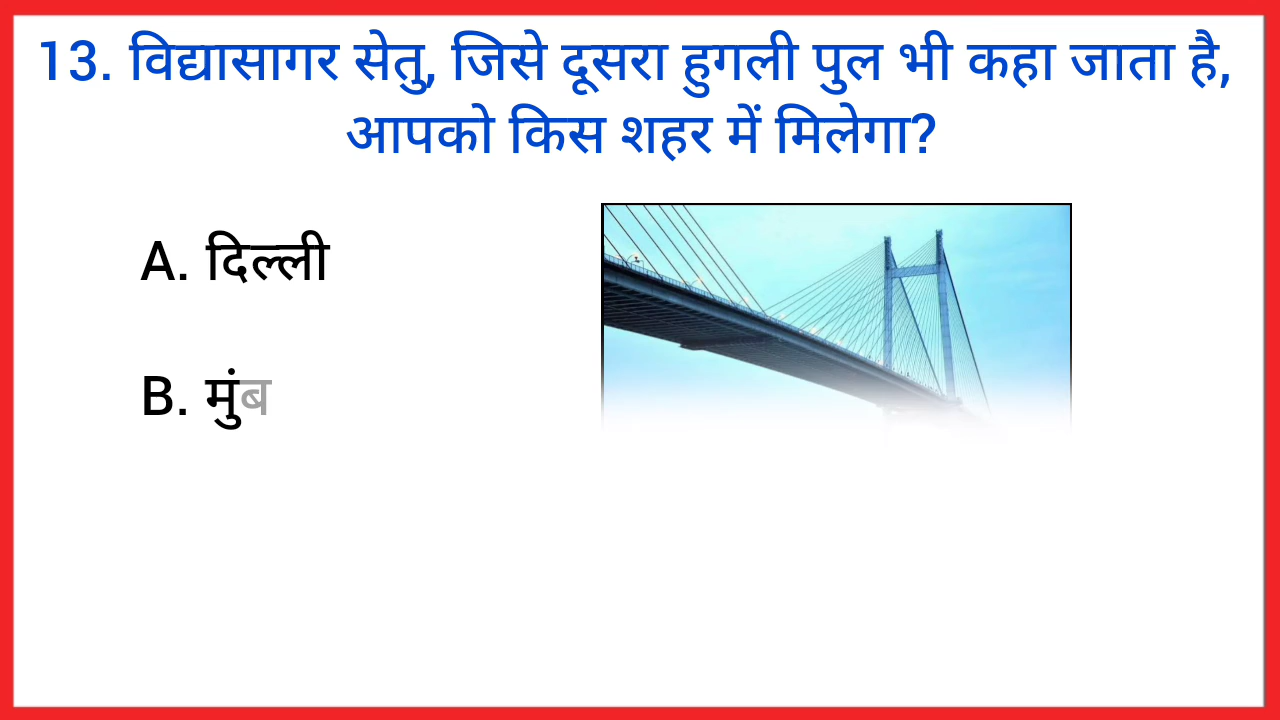 13. विद्यासागर सेतु, जिसे दूसरा हुगली पुल भी कहा जाता है,
आपको किस शहर में मिलेगा?
A. दिल्ली
B. मुंब